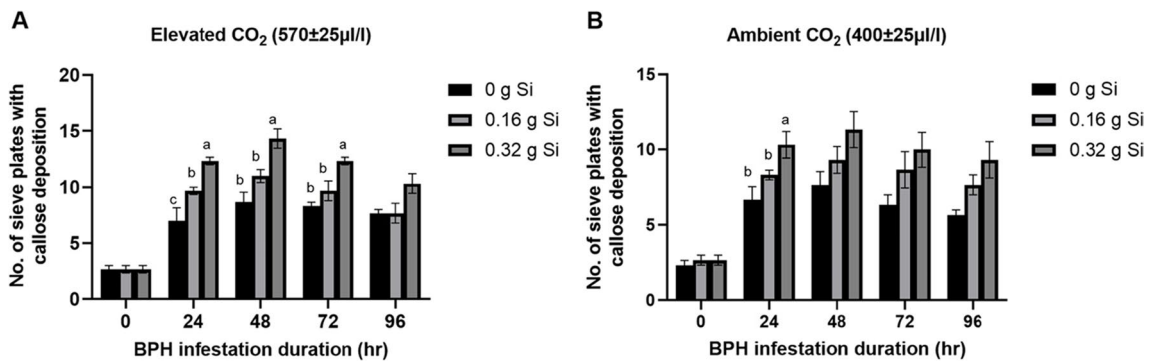 A
Elevated CO₂ (570±25µl/l)
No. of sieve plates with
callose deposition
20
15
10
5
0
c
b
a
b
b
a
b
b
a
0
24
48
72
96
BPH infestation duration (hr)
0 g Si
0.16 g Si
0.32 g Si
B
Ambient CO₂ (400±25µl/l)
No. of sieve plates with
callose deposition
15
10
5
0
b
b
a
0
24
48
72
96
BPH infestation duration (hr)
0 g Si
0.16 g Si
0.32 g Si